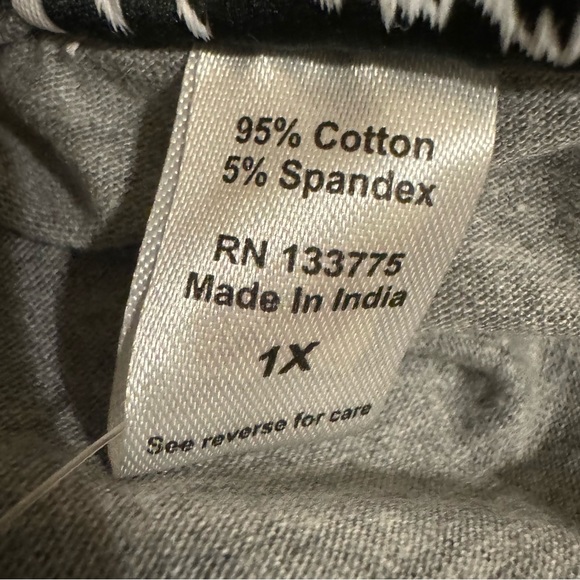 95% Cotton
5% Spandex
RN 133775
Made In India
1X
See reverse for care